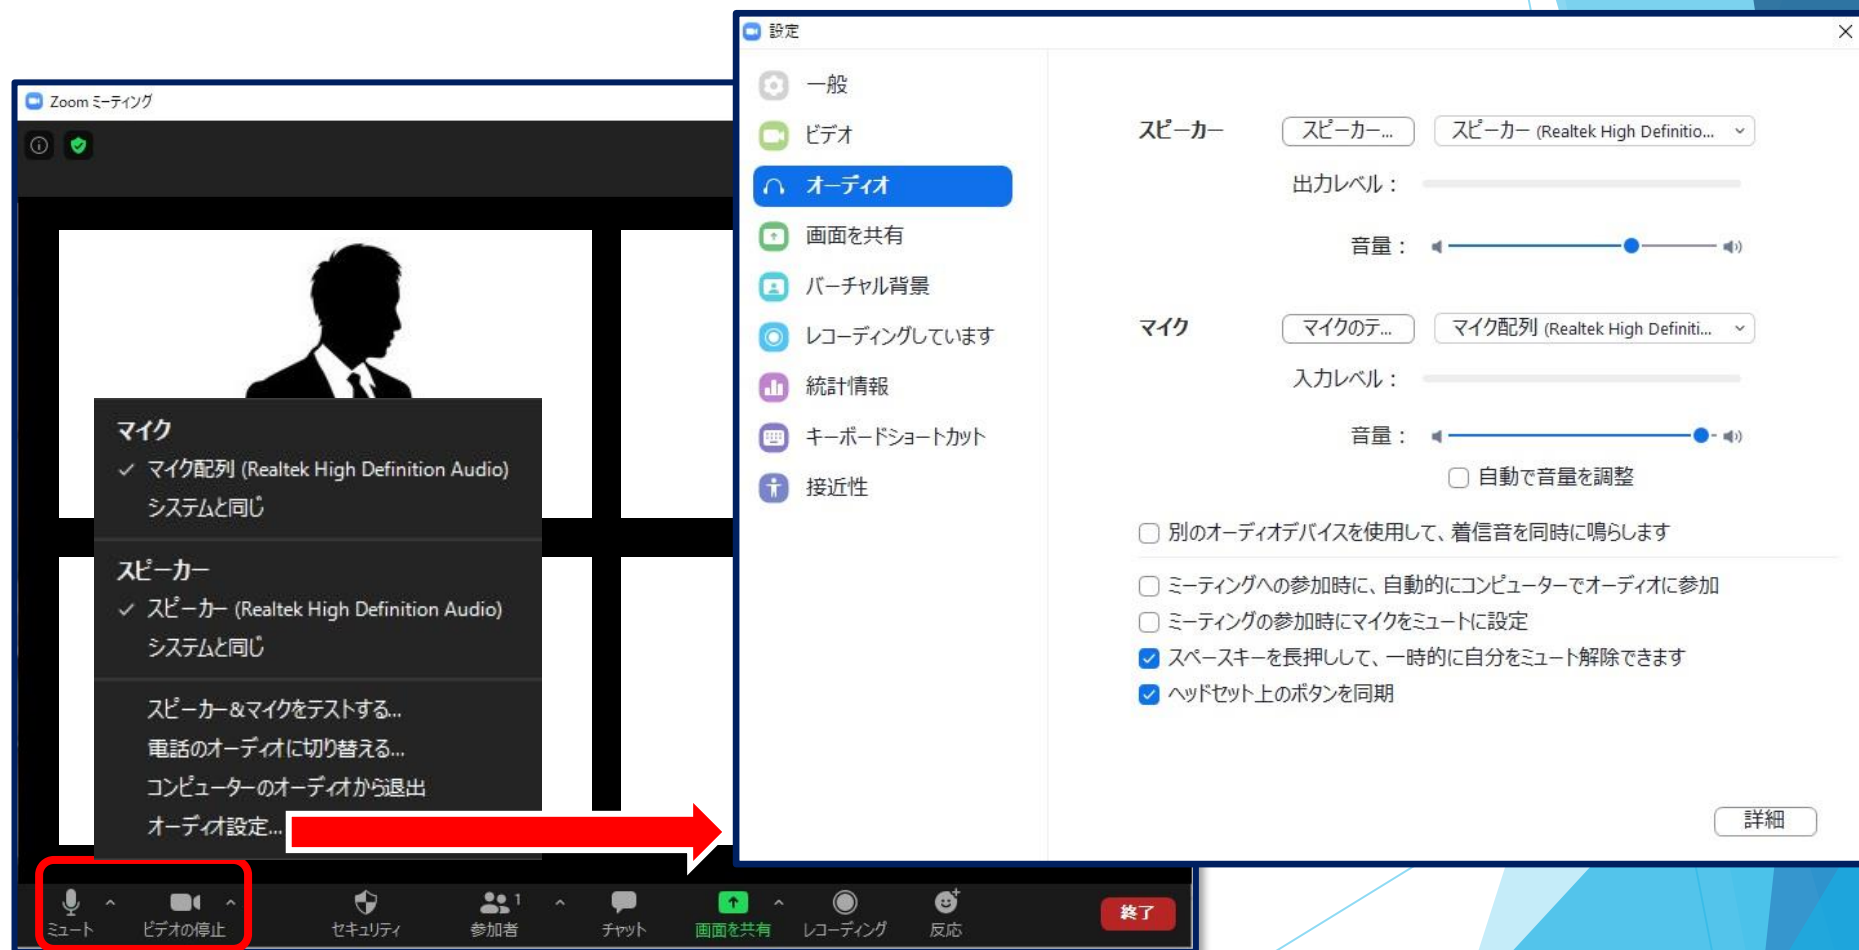 Zoom ミーティング
マイク
マイク配列 (Realtek High Definition Audio)
システムと同じ
スピーカー
スピーカー (Realtek High Definition Audio)
システムと同じ
スピーカー&マイクをテストする...
電話のオーディオに切り替える...
コンピューターのオーディオから退出
オーディオ設定...
ミュート
ビデオの停止
セキュリティ
1
参加者
チャット
画面を共有
レコーディング
反応
終了
設定
一般
ビデオ
オーディオ
画面を共有
バーチャル背景
レコーディングしています
統計情報
キーボードショートカット
接近性
スピーカー スピーカー... スピーカー (Realtek High Definitio...
出力レベル：
音量：
マイク マイクのテ... マイク配列 (Realtek High Definiti...
入力レベル：
音量：
自動で音量を調整
別のオーディオデバイスを使用して、着信音を同時に鳴らします
ミーティングへの参加時に、自動的にコンピューターでオーディオに参加
ミーティングの参加時にマイクをミュートに設定
スペースキーを長押しして、一時的に自分をミュート解除できます
ヘッドセット上のボタンを同期
詳細